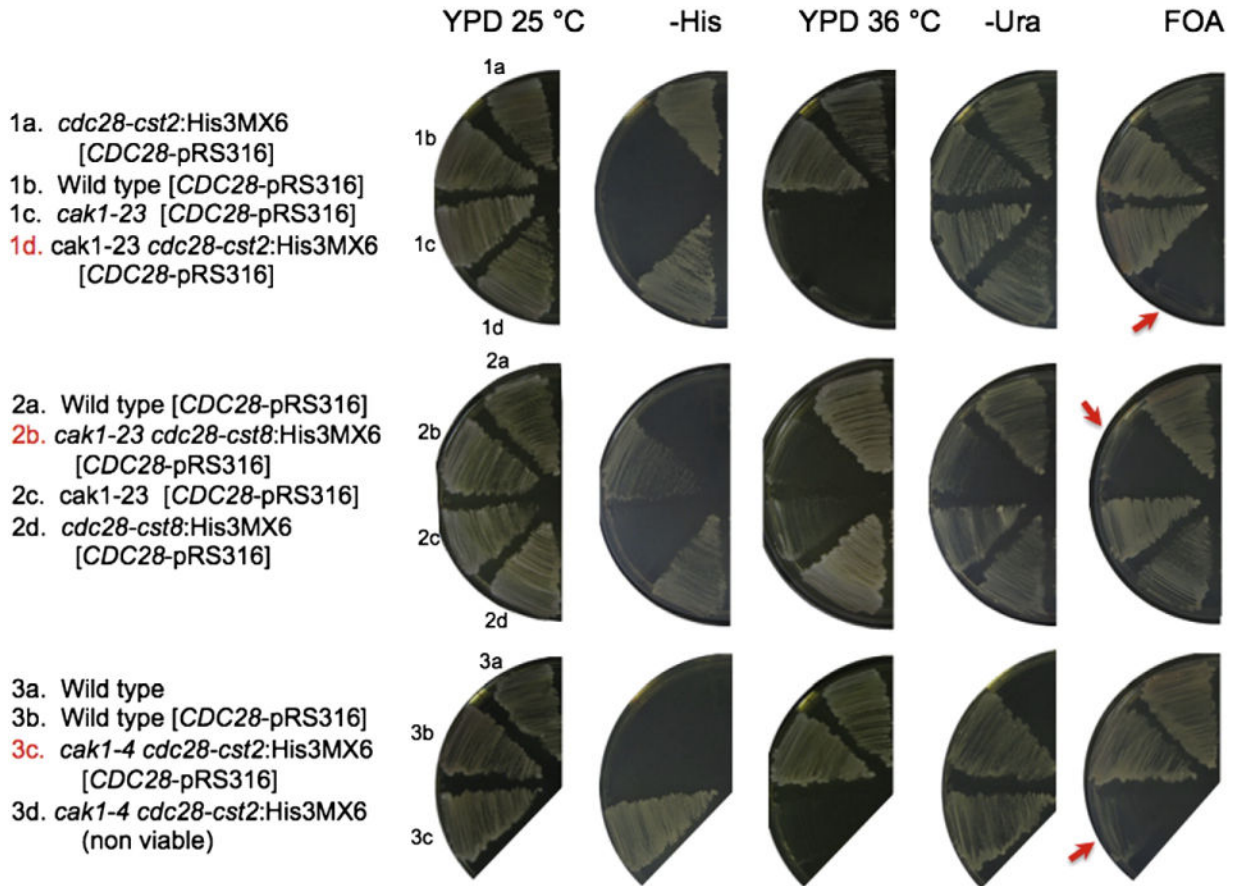 YPD 25 °C -His YPD 36 °C -Ura FOA
1a
1a. cdc28-cst2:His3MX6
[CDC28-pRS316]
1b. Wild type [CDC28-pRS316]
1c. cak1-23 [CDC28-pRS316]
1d. cak1-23 cdc28-cst2:His3MX6
[CDC28-pRS316]
1b
1c
1d
2a
2a. Wild type [CDC28-pRS316]
2b. cak1-23 cdc28-cst8:His3MX6
[CDC28-pRS316]
2c. cak1-23 [CDC28-pRS316]
2d. cdc28-cst8:His3MX6
[CDC28-pRS316]
2b
2c
2d
3a
3a. Wild type
3b. Wild type [CDC28-pRS316]
3c. cak1-4 cdc28-cst2:His3MX6
[CDC28-pRS316]
3d. cak1-4 cdc28-cst2:His3MX6
(non viable)
3b
3c